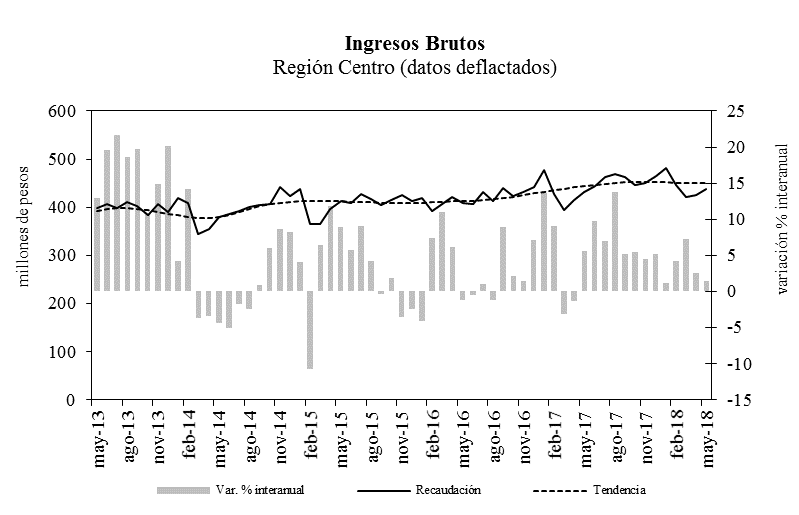 Ingresos Brutos
Región Centro (datos deflactados)
millones de pesos
600
500
400
300
200
100
0
variación % interanual
25
20
15
10
5
0
-5
-10
-15
may-13
ago-13
nov-13
feb-14
may-14
ago-14
nov-14
feb-15
may-15
ago-15
nov-15
feb-16
may-16
ago-16
nov-16
feb-17
may-17
ago-17
nov-17
feb-18
may-18
Var. % interanual
Recaudación
Tendencia